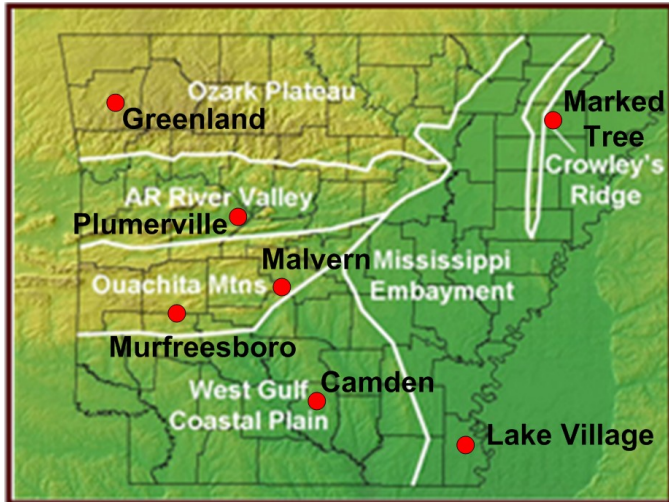 Ozark Plateau
Greenland
Marked
Tree
Crowley's
Ridge
AR River Valley
Plumerville
Malvern
Mississippi
Embayment
Ouachita Mtns
Murfreesboro
West Gulf
Coastal Plain
Camden
Lake Village